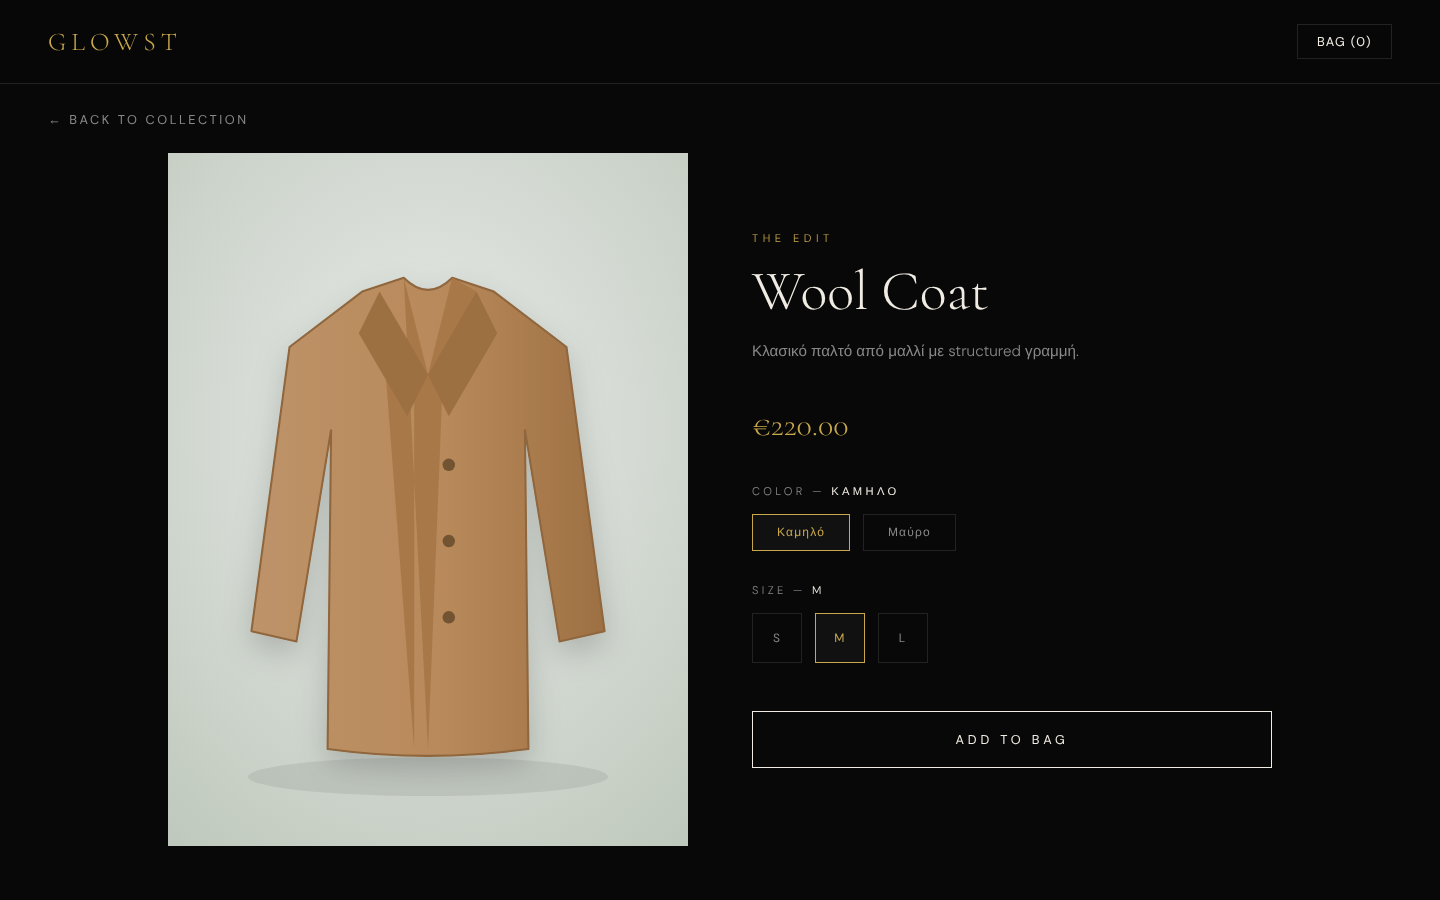 GLOWST
BAG (0)
← BACK TO COLLECTION
THE EDIT
Wool Coat
Κλασικό παλτό από μαλλί με structured γραμμή.
€220.00
COLOR — ΚΑΜΗΛΟ
Καμηλό Μαύρο
SIZE — M
S M L
ADD TO BAG